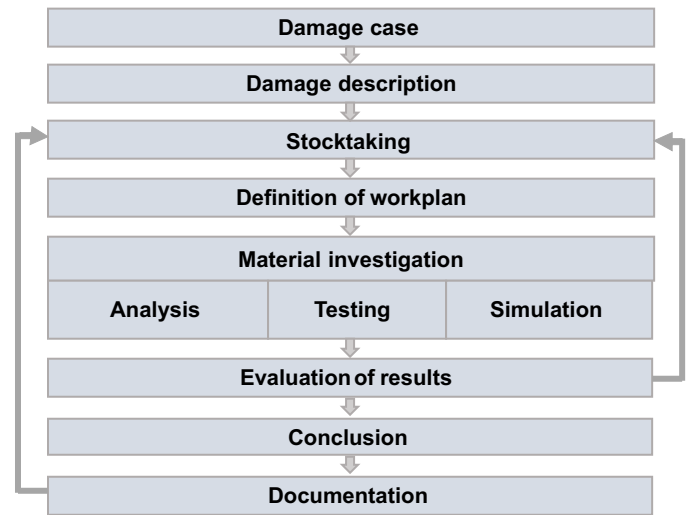 Damage case
Damage description
Stocktaking
Definition of workplan
Material investigation
Analysis Testing Simulation
Evaluation of results
Conclusion
Documentation